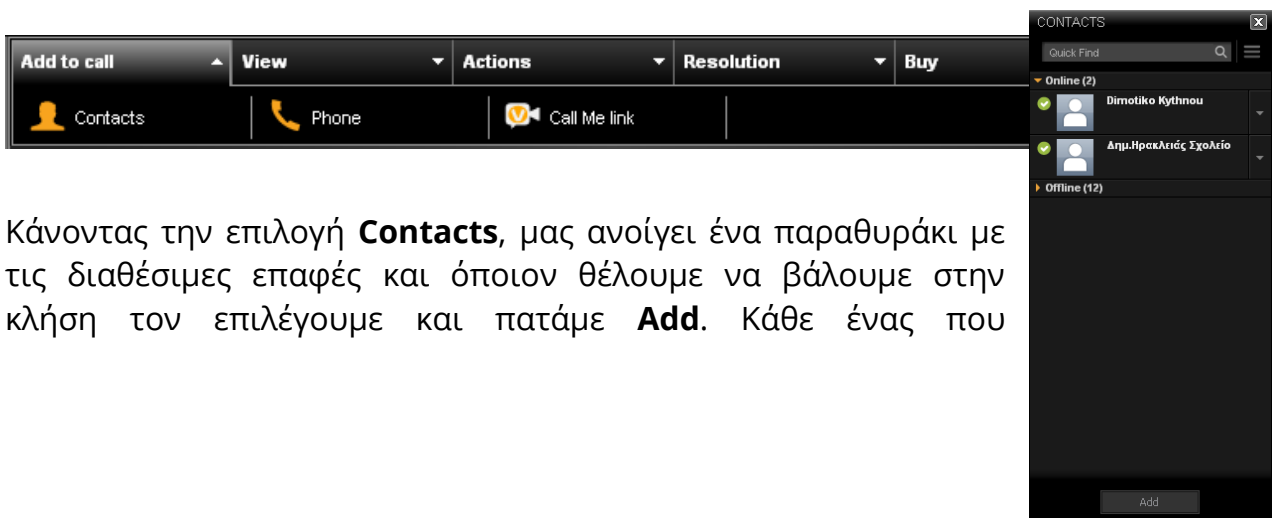 Add to call View Actions Resolution Buy
Contacts Phone Call Me link
CONTACTS
Quick Find
Online (2)
Dimotiko Kythnou
Δημ.Ηρακλειάς Σχολείο
Offline (12)
Add
Κάνοντας την επιλογή Contacts, μας ανοίγει ένα παραθυράκι με
τις διαθέσιμες επαφές και όποιον θέλουμε να βάλουμε στην
κλήση τον επιλέγουμε και πατάμε Add. Κάθε ένας που